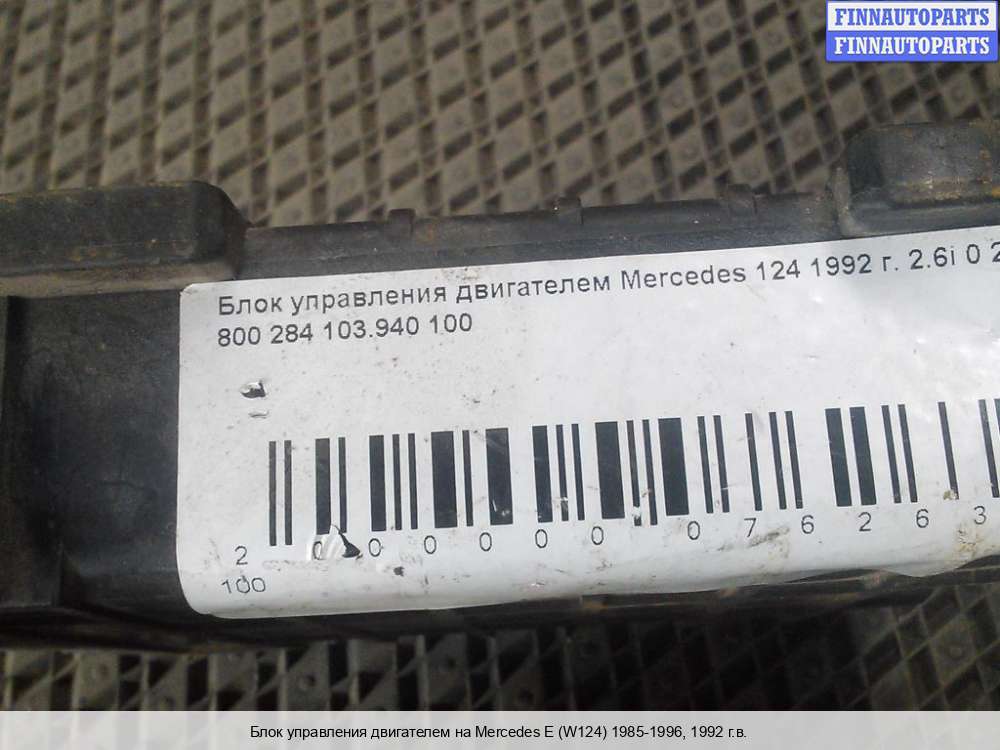 FINNAUTOPARTS
FINNAUTOPARTS
Блок управления двигателем Mercedes 124 1992 г. 2.6i 0 2
800 284 103.940 100
2 0 0 0 0 0 0 0 7 6 2 6 3
100
Блок управления двигателем на Mercedes E (W124) 1985-1996, 1992 г.в.